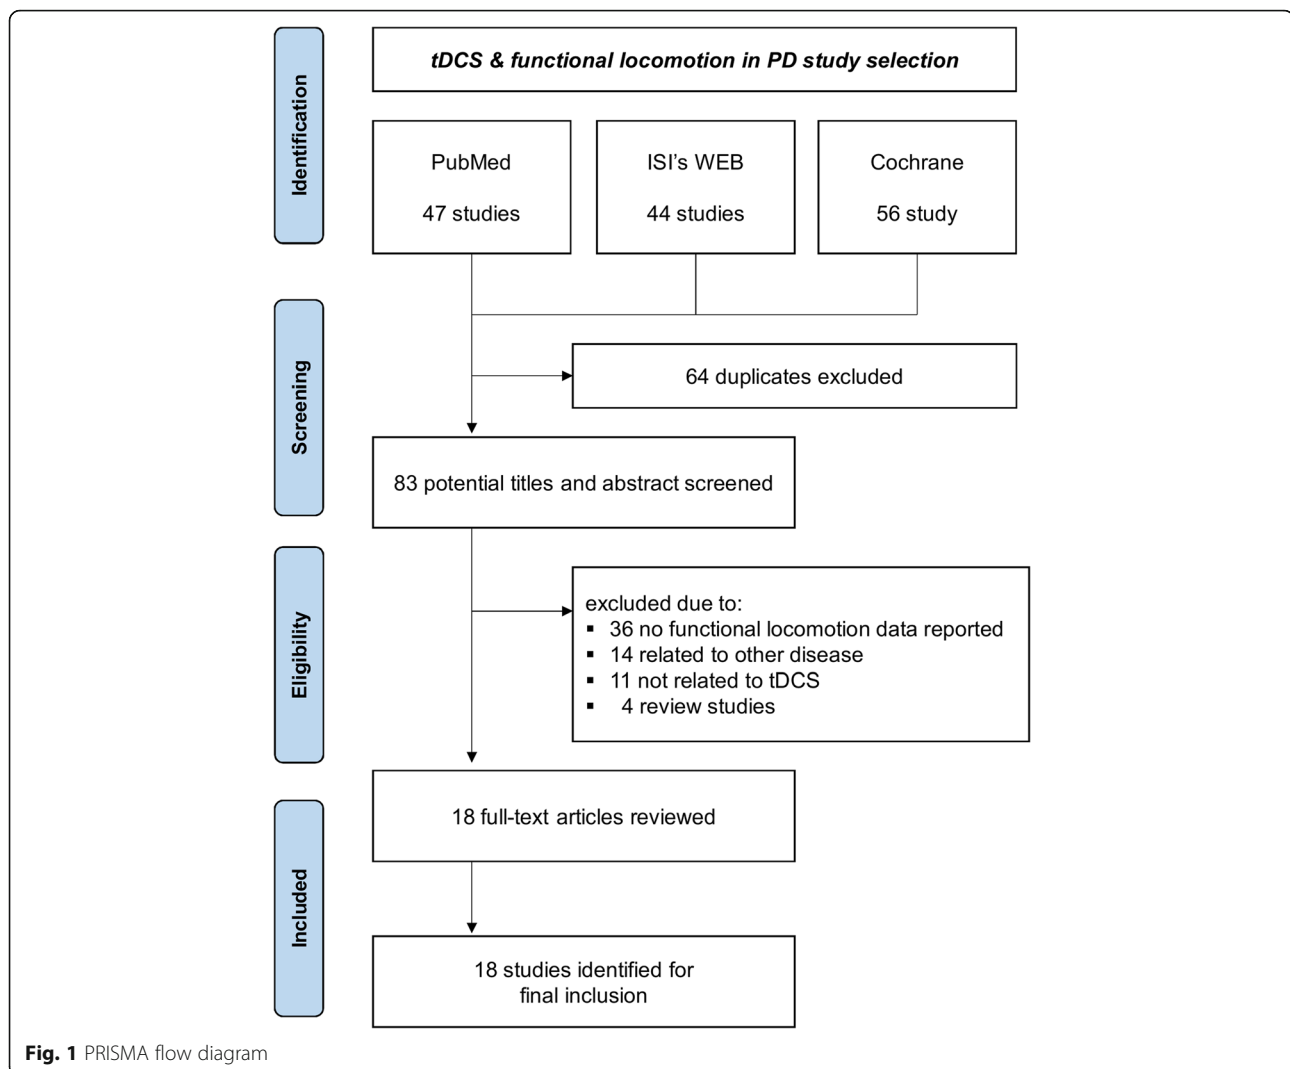 Identification
tDCS & functional locomotion in PD study selection
PubMed
47 studies
ISI's WEB
44 studies
Cochrane
56 study
Screening
64 duplicates excluded
83 potential titles and abstract screened
Eligibility
excluded due to:
▪ 36 no functional locomotion data reported
▪ 14 related to other disease
▪ 11 not related to tDCS
▪ 4 review studies
18 full-text articles reviewed
Included
18 studies identified for
final inclusion
Fig. 1 PRISMA flow diagram